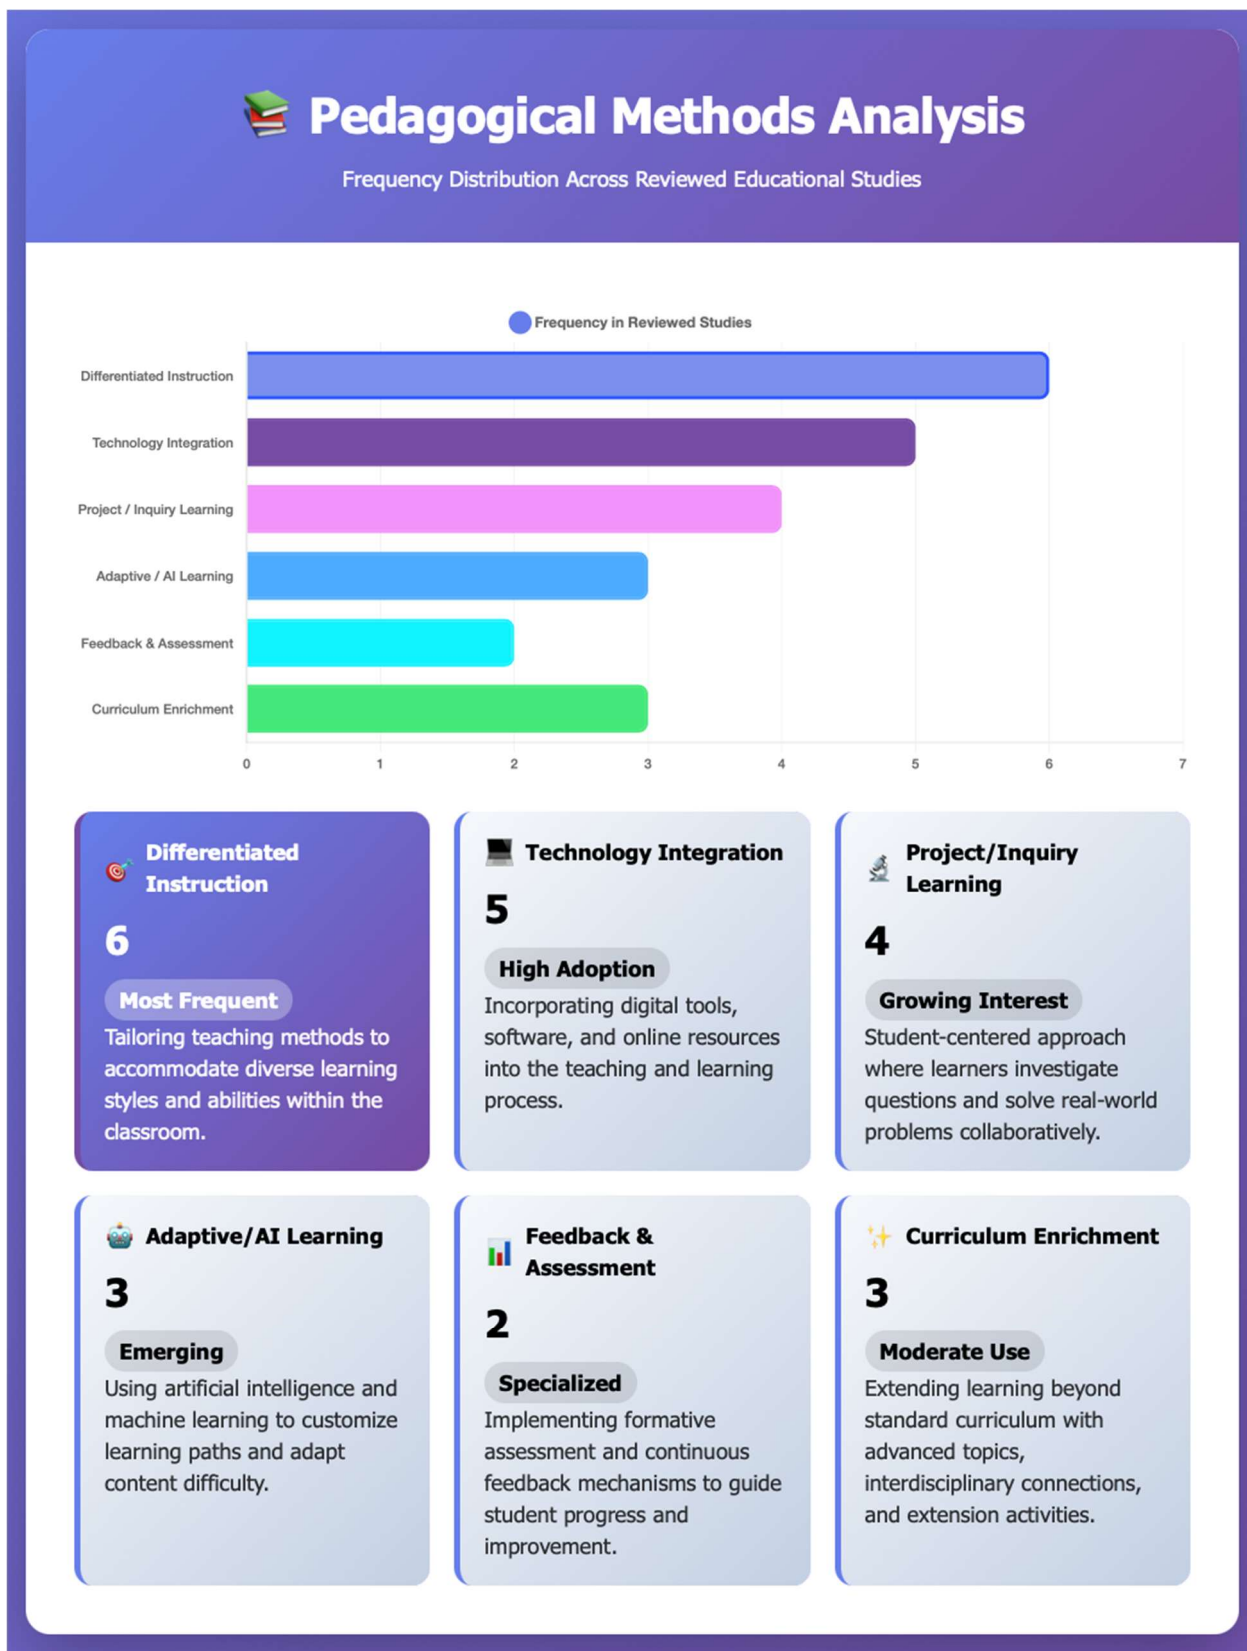 📚 Pedagogical Methods Analysis
Frequency Distribution Across Reviewed Educational Studies
Frequency in Reviewed Studies
Differentiated Instruction
Technology Integration
Project / Inquiry Learning
Adaptive / AI Learning
Feedback & Assessment
Curriculum Enrichment
0 1 2 3 4 5 6 7
🎯 Differentiated
Instruction
6
Most Frequent
Tailoring teaching methods to
accommodate diverse learning
styles and abilities within the
classroom.
💻 Technology Integration
5
High Adoption
Incorporating digital tools,
software, and online resources
into the teaching and learning
process.
🔬 Project/Inquiry
Learning
4
Growing Interest
Student-centered approach
where learners investigate
questions and solve real-world
problems collaboratively.
🤖 Adaptive/AI Learning
3
Emerging
Using artificial intelligence and
machine learning to customize
learning paths and adapt
content difficulty.
📊 Feedback &
Assessment
2
Specialized
Implementing formative
assessment and continuous
feedback mechanisms to guide
student progress and
improvement.
✨ Curriculum Enrichment
3
Moderate Use
Extending learning beyond
standard curriculum with
advanced topics,
interdisciplinary connections,
and extension activities.